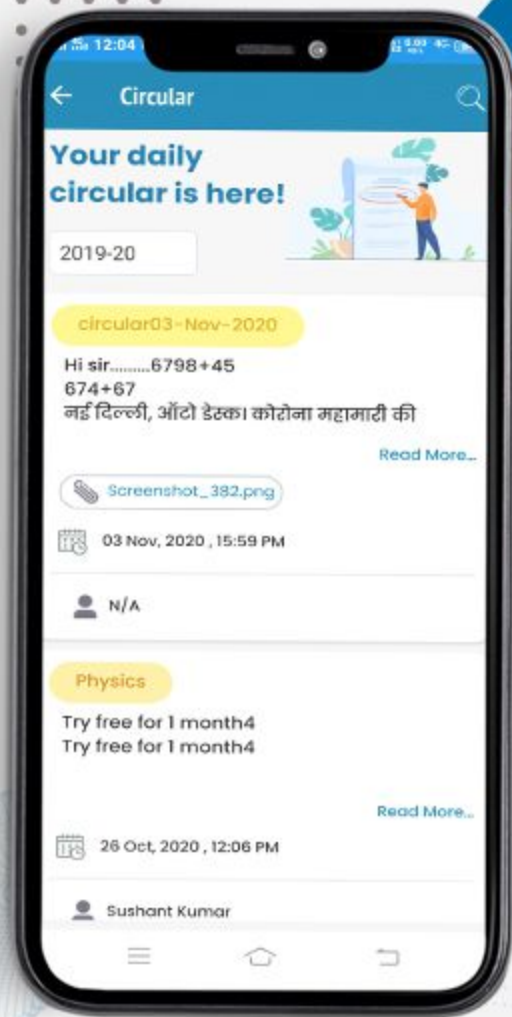 12:04
Circular
Your daily
circular is here!
2019-20
circular03-Nov-2020
Hi sir.........6798+45
674+67
नई दिल्ली, ऑटो डेस्क। कोरोना महामारी की
Read More...
Screenshot_382.png
03 Nov, 2020 , 15:59 PM
N/A
Physics
Try free for 1 month4
Try free for 1 month4
Read More...
26 Oct, 2020 , 12:06 PM
Sushant Kumar